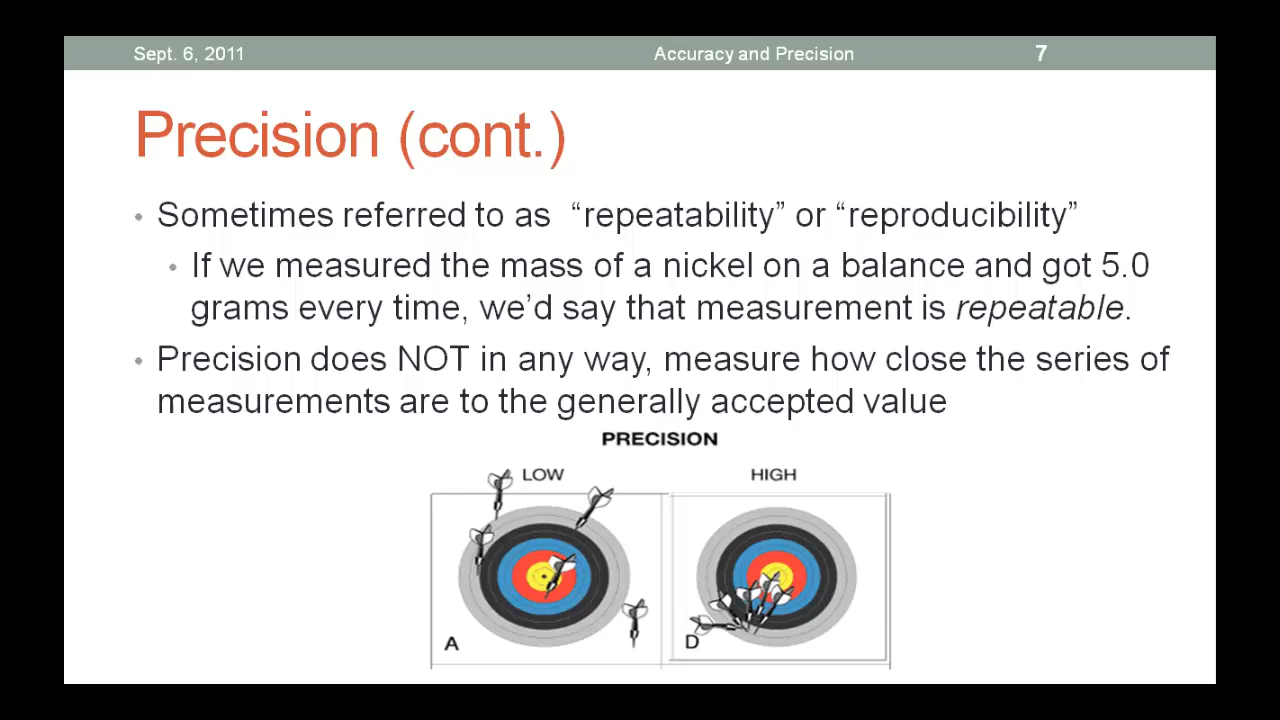 Sept. 6, 2011 Accuracy and Precision 7
Precision (cont.)
• Sometimes referred to as “repeatability” or “reproducibility”
• If we measured the mass of a nickel on a balance and got 5.0
grams every time, we’d say that measurement is repeatable.
• Precision does NOT in any way, measure how close the series of
measurements are to the generally accepted value
PRECISION
LOW HIGH
A D